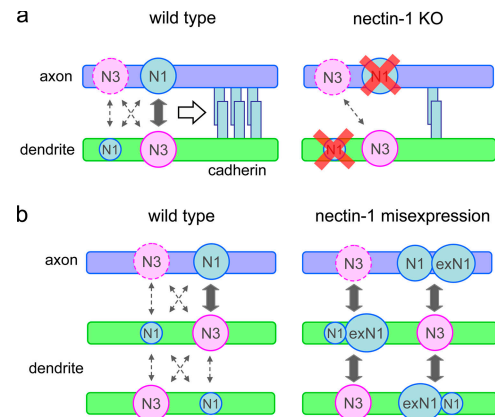 a
wild type
nectin-1 KO
axon
N3 N1
N3 N1
dendrite
N1 N3
cadherin
N1 N3
b
wild type
nectin-1 misexpression
axon
N3 N1
N3 N1 exN1
N1 N3
N1 exN1 N3
dendrite
N3 N1
N3 exN1 N1